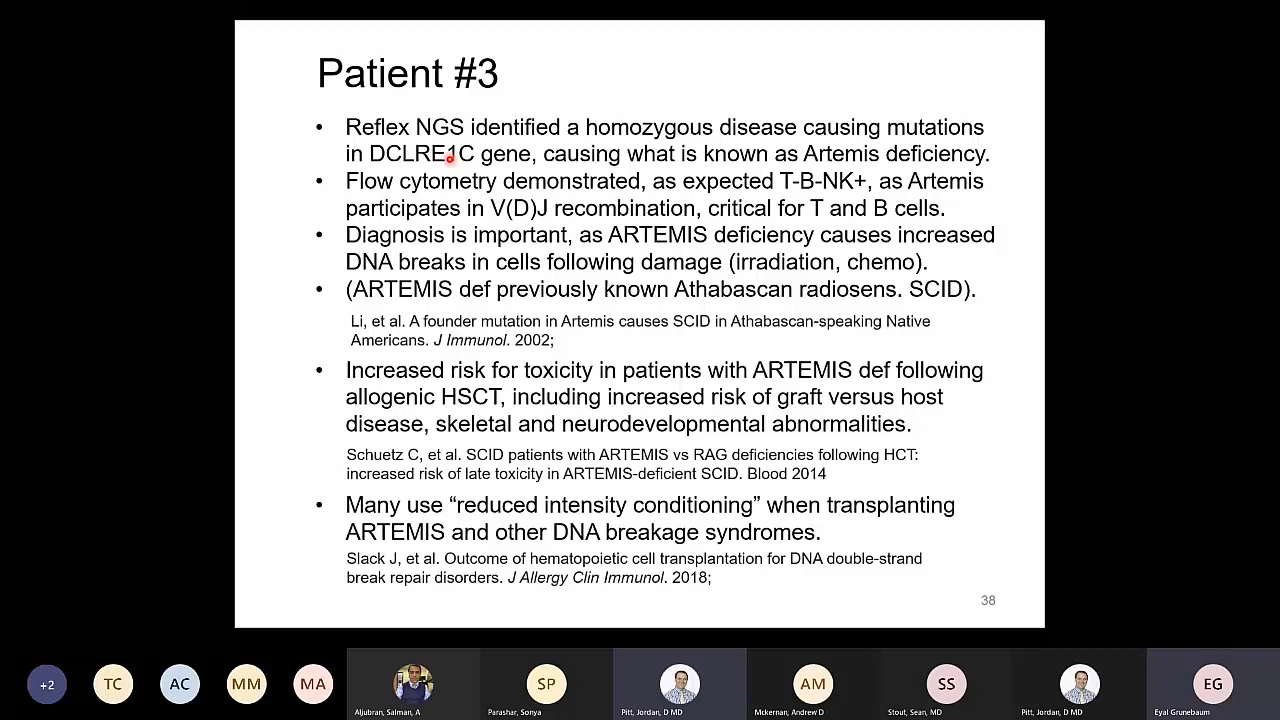 Patient #3
• Reflex NGS identified a homozygous disease causing mutations
in DCLRE1C gene, causing what is known as Artemis deficiency.
• Flow cytometry demonstrated, as expected T-B-NK+, as Artemis
participates in V(D)J recombination, critical for T and B cells.
• Diagnosis is important, as ARTEMIS deficiency causes increased
DNA breaks in cells following damage (irradiation, chemo).
• (ARTEMIS def previously known Athabascan radiosens. SCID).
Li, et al. A founder mutation in Artemis causes SCID in Athabascan-speaking Native
Americans. J Immunol. 2002;
• Increased risk for toxicity in patients with ARTEMIS def following
allogenic HSCT, including increased risk of graft versus host
disease, skeletal and neurodevelopmental abnormalities.
Schuetz C, et al. SCID patients with ARTEMIS vs RAG deficiencies following HCT:
increased risk of late toxicity in ARTEMIS-deficient SCID. Blood 2014
• Many use “reduced intensity conditioning” when transplanting
ARTEMIS and other DNA breakage syndromes.
Slack J, et al. Outcome of hematopoietic cell transplantation for DNA double-strand
break repair disorders. J Allergy Clin Immunol. 2018;
38
+2 TC AC MM MA SP AM SS EG
Aljubran, Salman, A Parashar, Sonya Pitt, Jordan, D MD Mckernan, Andrew D Stout, Sean, MD Pitt, Jordan, D MD Eyal Grunebaum